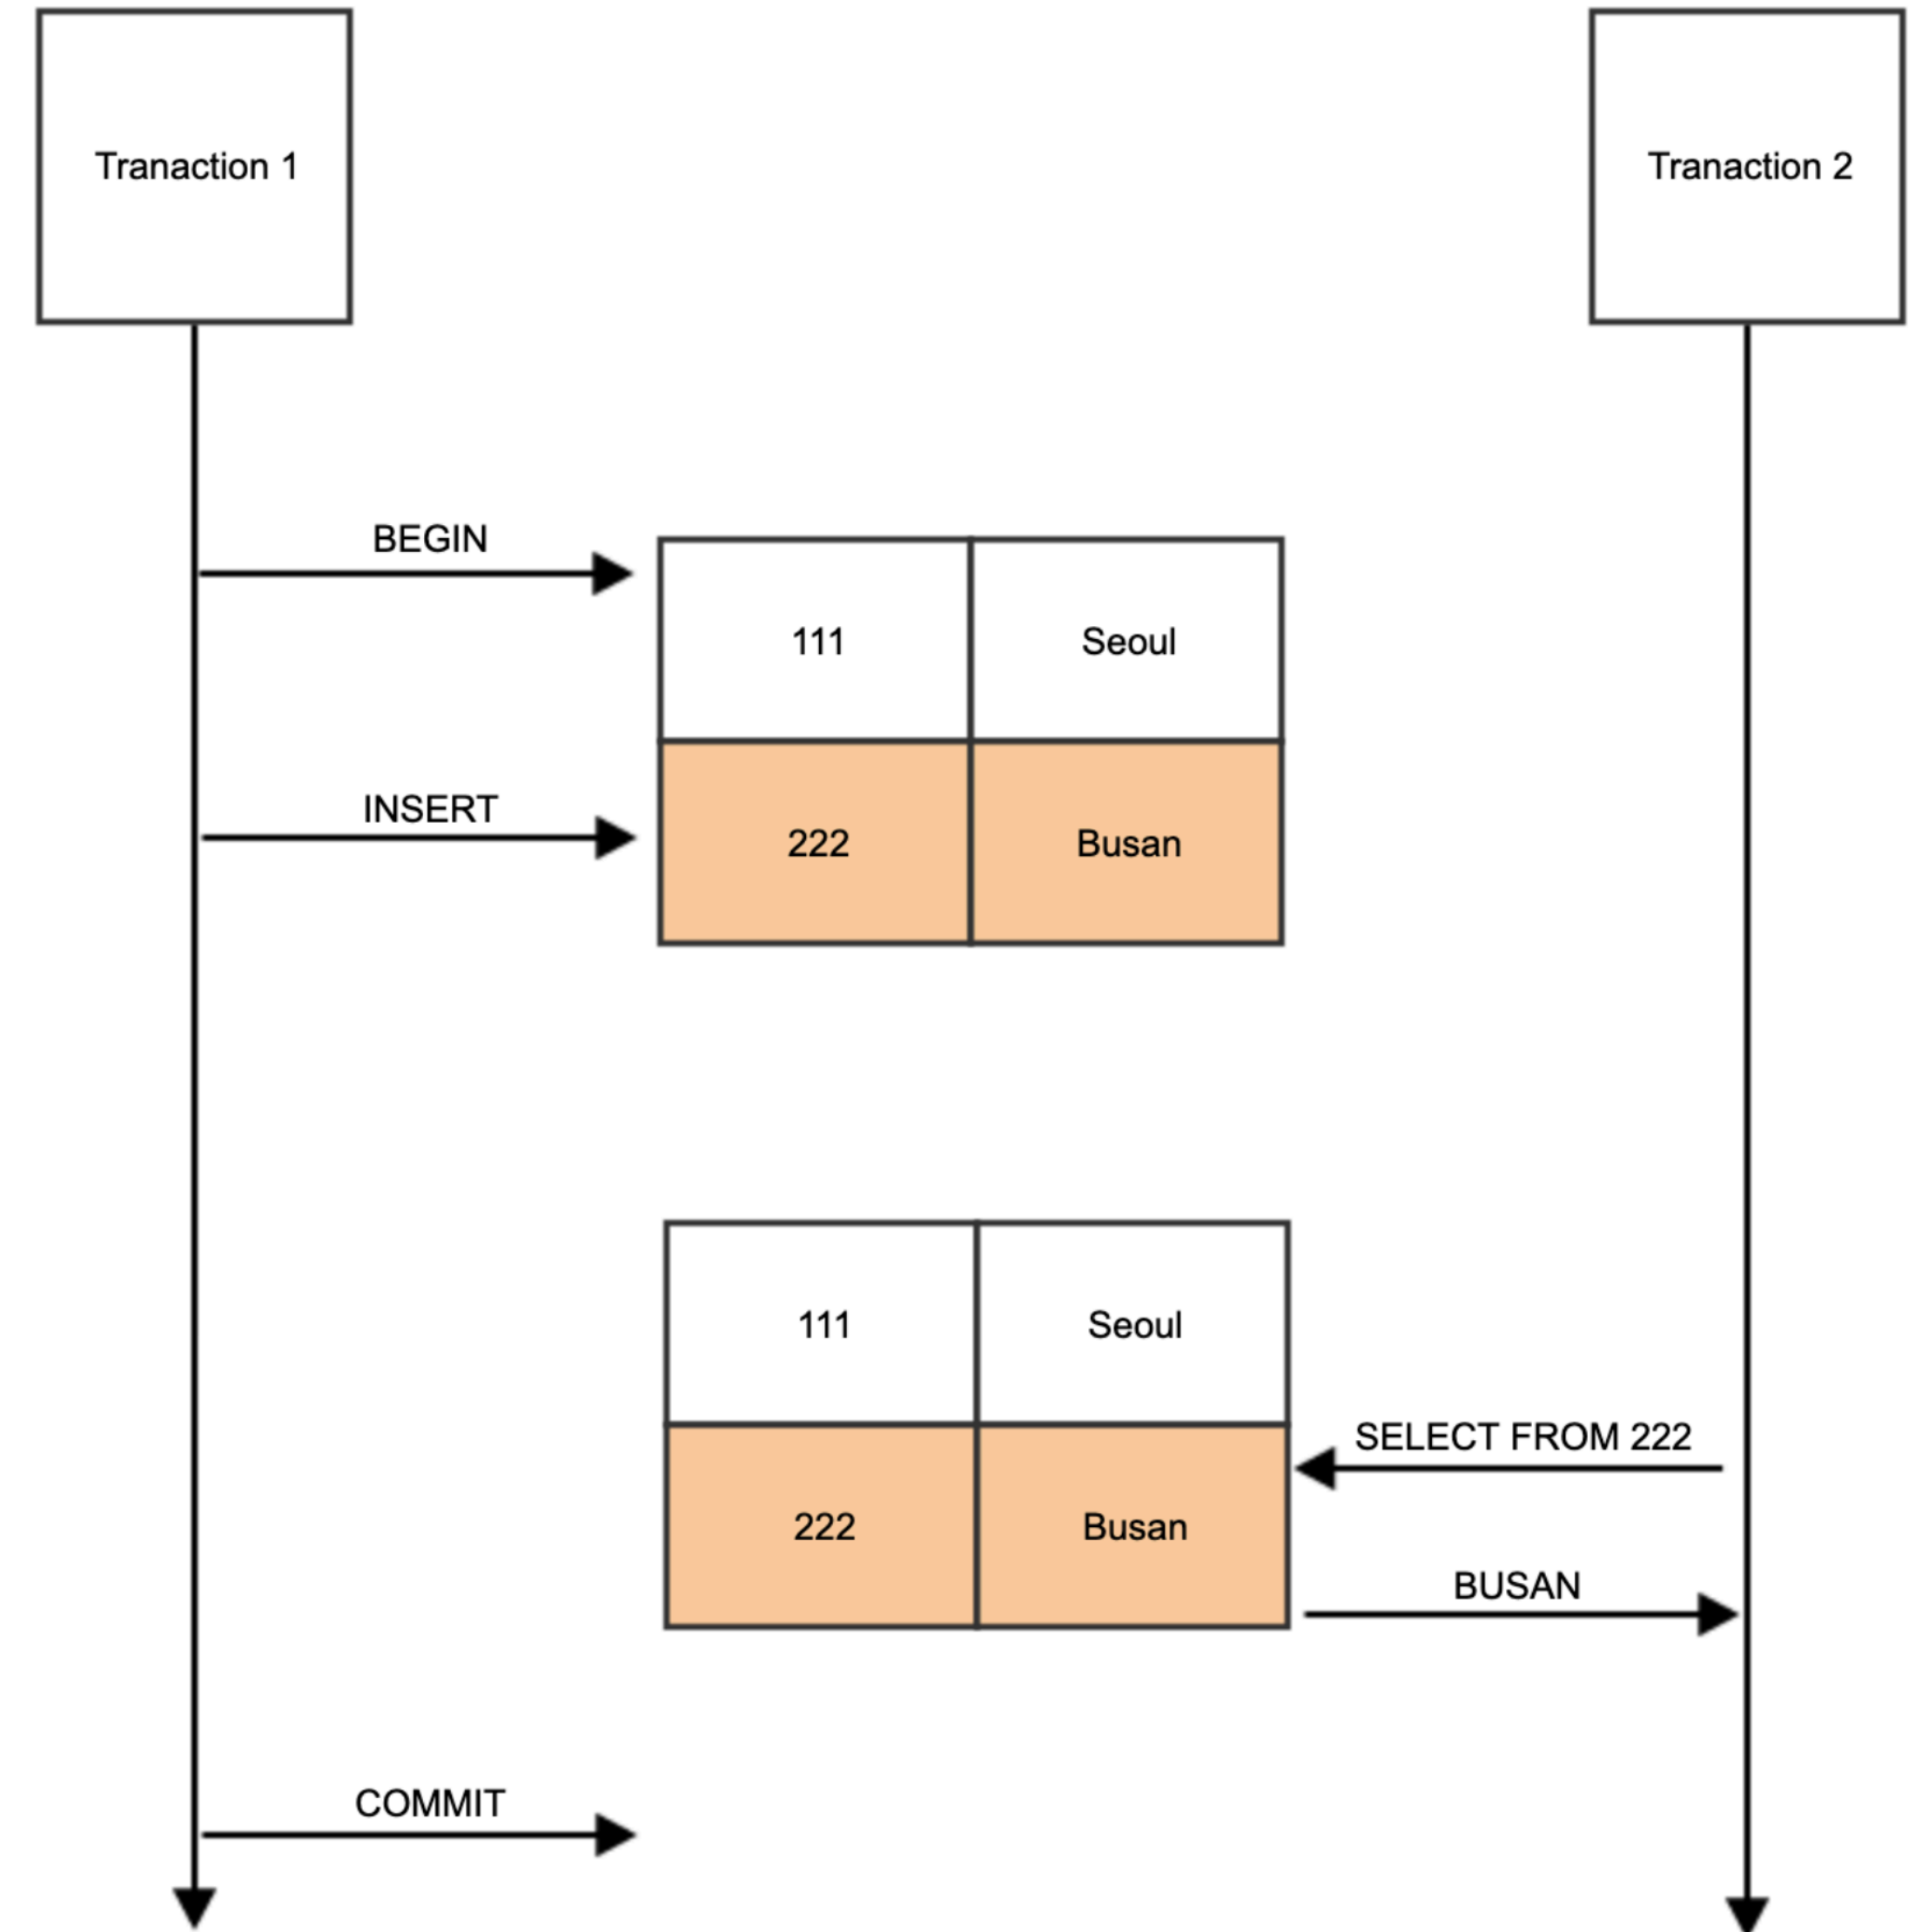 Tranaction 1
Tranaction 2
BEGIN
111
Seoul
INSERT
222
Busan
111
Seoul
SELECT FROM 222
222
Busan
BUSAN
COMMIT